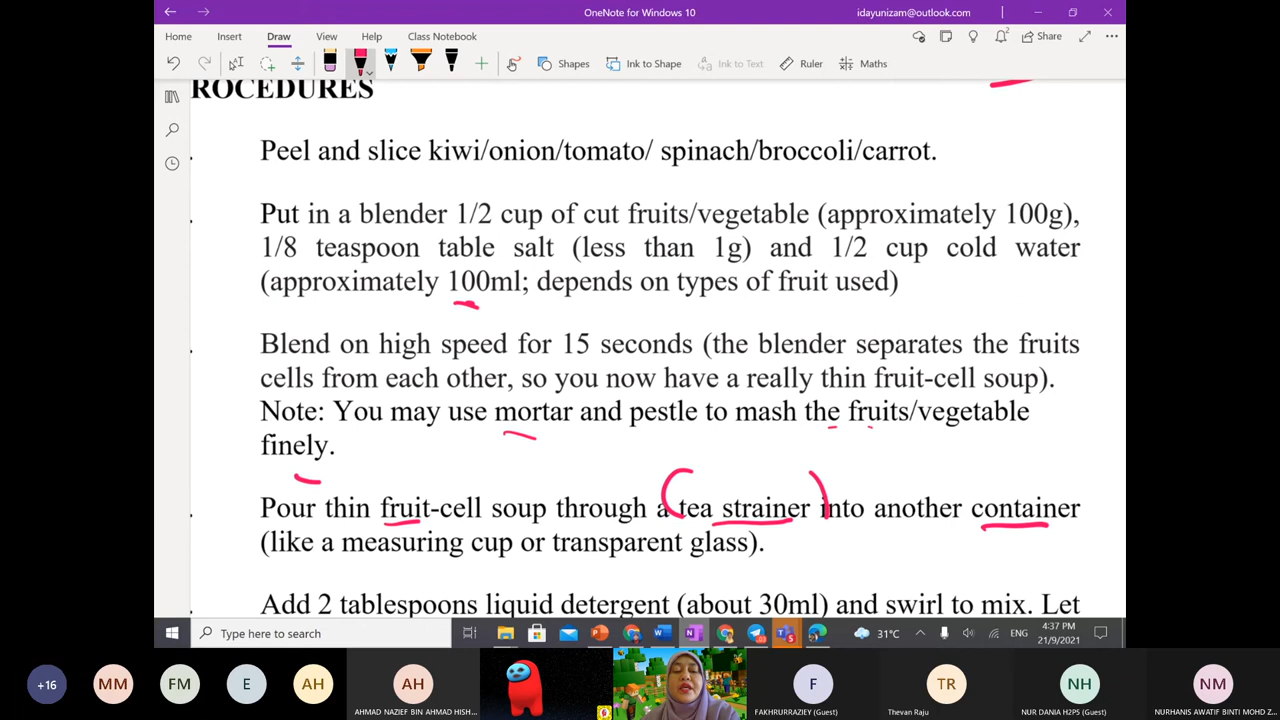 OneNote for Windows 10
idayunizam@outlook.com
Home Insert Draw View Help Class Notebook
Share
Shapes Ink to Shape Ink to Text Ruler Maths
ROCEDURES
. Peel and slice kiwi/onion/tomato/ spinach/broccoli/carrot.
. Put in a blender 1/2 cup of cut fruits/vegetable (approximately 100g),
1/8 teaspoon table salt (less than 1g) and 1/2 cup cold water
(approximately 100ml; depends on types of fruit used)
. Blend on high speed for 15 seconds (the blender separates the fruits
cells from each other, so you now have a really thin fruit-cell soup).
Note: You may use mortar and pestle to mash the fruits/vegetable
finely.
. Pour thin fruit-cell soup through a tea strainer into another container
(like a measuring cup or transparent glass).
. Add 2 tablespoons liquid detergent (about 30ml) and swirl to mix. Let
Type here to search
31°C
ENG
4:37 PM
21/9/2021
+16 MM FM E AH AH F TR NH NM
AHMAD NAZIEF BIN AHMAD HISH...
FAKHRURRAZIEY (Guest)
Thevan Raju
NUR DANIA H2PS (Guest)
NURHANIS AWATIF BINTI MOHD Z...